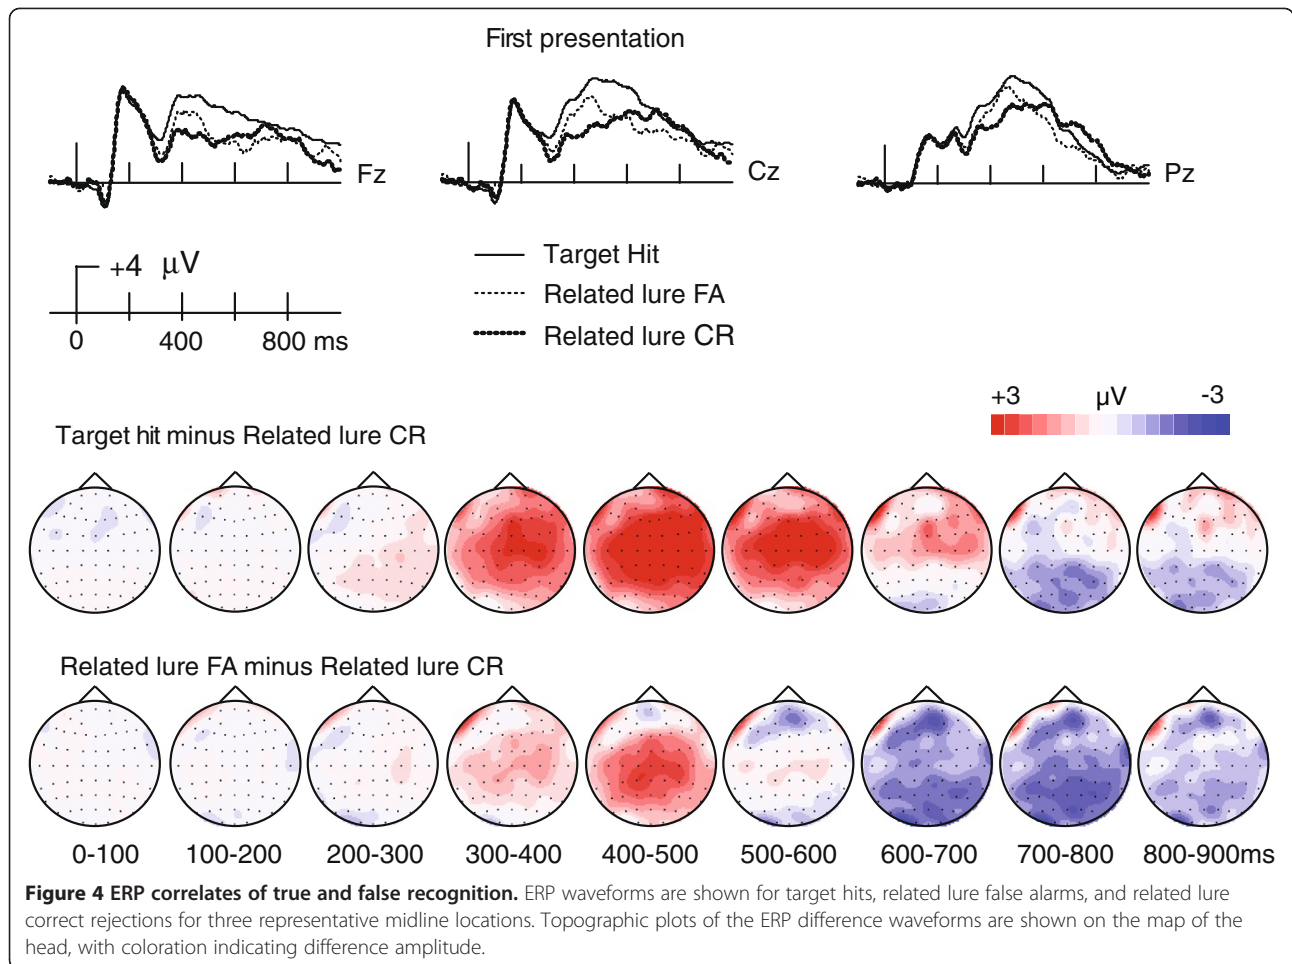 First presentation
Fz
Cz
Pz
+4 μV
0 400 800 ms
Target Hit
Related lure FA
Related lure CR
+3 μV -3
Target hit minus Related lure CR
Related lure FA minus Related lure CR
0-100 100-200 200-300 300-400 400-500 500-600 600-700 700-800 800-900ms
Figure 4 ERP correlates of true and false recognition. ERP waveforms are shown for target hits, related lure false alarms, and related lure
correct rejections for three representative midline locations. Topographic plots of the ERP difference waveforms are shown on the map of the
head, with coloration indicating difference amplitude.